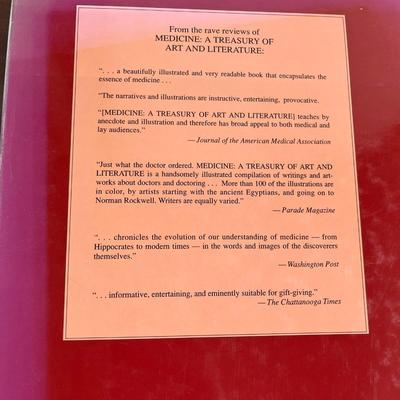 From the rave reviews of
MEDICINE: A TREASURY OF
ART AND LITERATURE:
“. . . a beautifully illustrated and very readable book that encapsulates the
essence of medicine . . .
“The narratives and illustrations are instructive, entertaining, provocative.
“[MEDICINE: A TREASURY OF ART AND LITERATURE] teaches by
anecdote and illustration and therefore has broad appeal to both medical and
lay audiences.”
— Journal of the American Medical Association
“Just what the doctor ordered. MEDICINE: A TREASURY OF ART AND
LITERATURE is a handsomely illustrated compilation of writings and art-
works about doctors and doctoring . . . More than 100 of the illustrations are
in color, by artists starting with the ancient Egyptians, and going on to
Norman Rockwell. Writers are equally varied.”
— Parade Magazine
“. . . chronicles the evolution of our understanding of medicine — from
Hippocrates to modern times — in the words and images of the discoverers
themselves.”
— Washington Post
“. . . informative, entertaining, and eminently suitable for gift-giving.”
— The Chattanooga Times